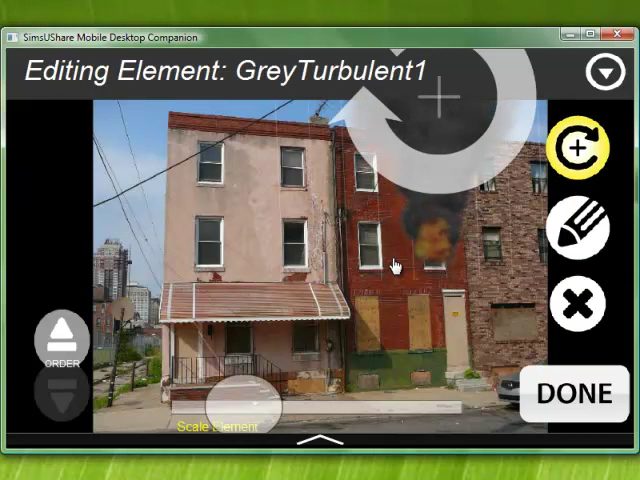 SimsUShare Mobile Desktop Companion
Editing Element: GreyTurbulent1
ORDER
DONE
Scale Element